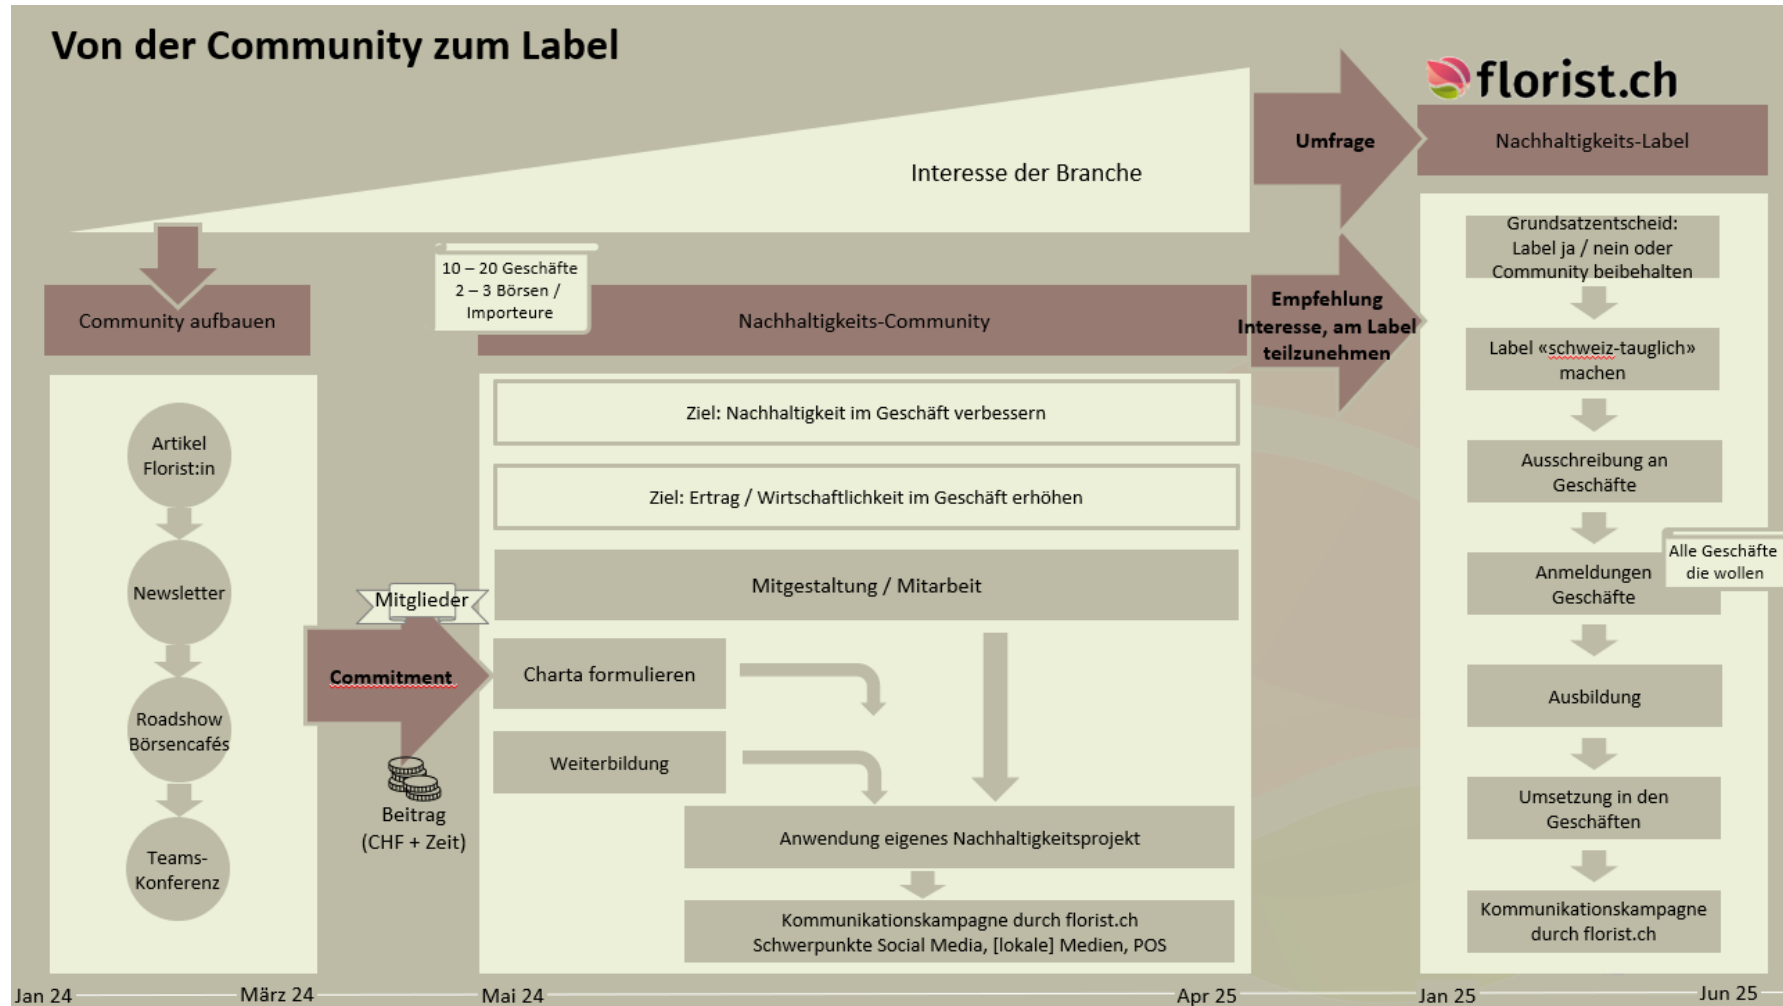 Von der Community zum Label
florist.ch
Interesse der Branche
Umfrage
Nachhaltigkeits-Label
Community aufbauen
10 – 20 Geschäfte
2 – 3 Börsen /
Importeure
Nachhaltigkeits-Community
Empfehlung
Interesse, am Label
teilzunehmen
Artikel
Florist:in
Newsletter
Roadshow
Börsencafés
Teams-
Konferenz
Mitglieder
Commitment
Beitrag
(CHF + Zeit)
Ziel: Nachhaltigkeit im Geschäft verbessern
Ziel: Ertrag / Wirtschaftlichkeit im Geschäft erhöhen
Mitgestaltung / Mitarbeit
Charta formulieren
Weiterbildung
Anwendung eigenes Nachhaltigkeitsprojekt
Kommunikationskampagne durch florist.ch
Schwerpunkte Social Media, [lokale] Medien, POS
Grundsatzentscheid:
Label ja / nein oder
Community beibehalten
Label «schweiz-tauglich»
machen
Ausschreibung an
Geschäfte
Alle Geschäfte
die wollen
Anmeldungen
Geschäfte
Ausbildung
Umsetzung in den
Geschäften
Kommunikationskampagne
durch florist.ch
Jan 24
März 24
Mai 24
Apr 25
Jan 25
Jun 25